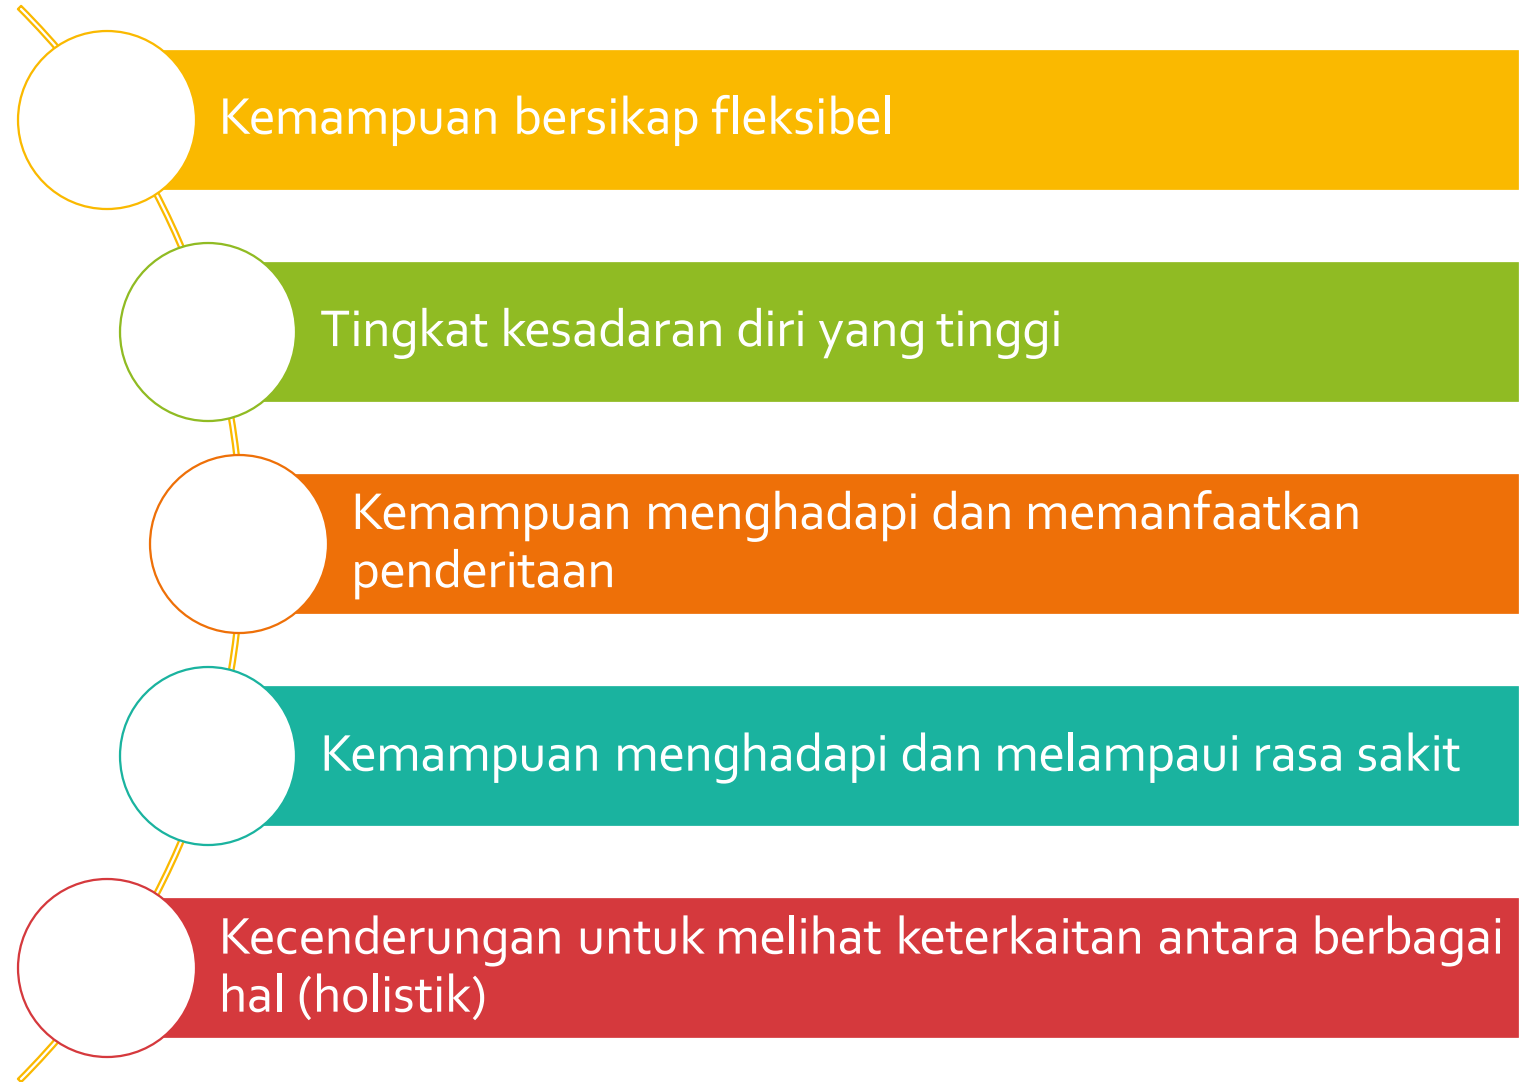 Kemampuan bersikap fleksibel
Tingkat kesadaran diri yang tinggi
Kemampuan menghadapi dan memanfaatkan
penderitaan
Kemampuan menghadapi dan melampaui rasa sakit
Kecenderungan untuk melihat keterkaitan antara berbagai
hal (holistik)